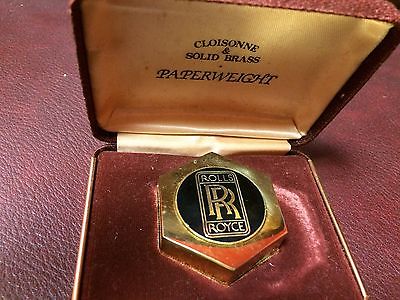 CLOISONNE
&
SOLID BRASS
PAPERWEIGHT
ROLLS
RR
ROYCE